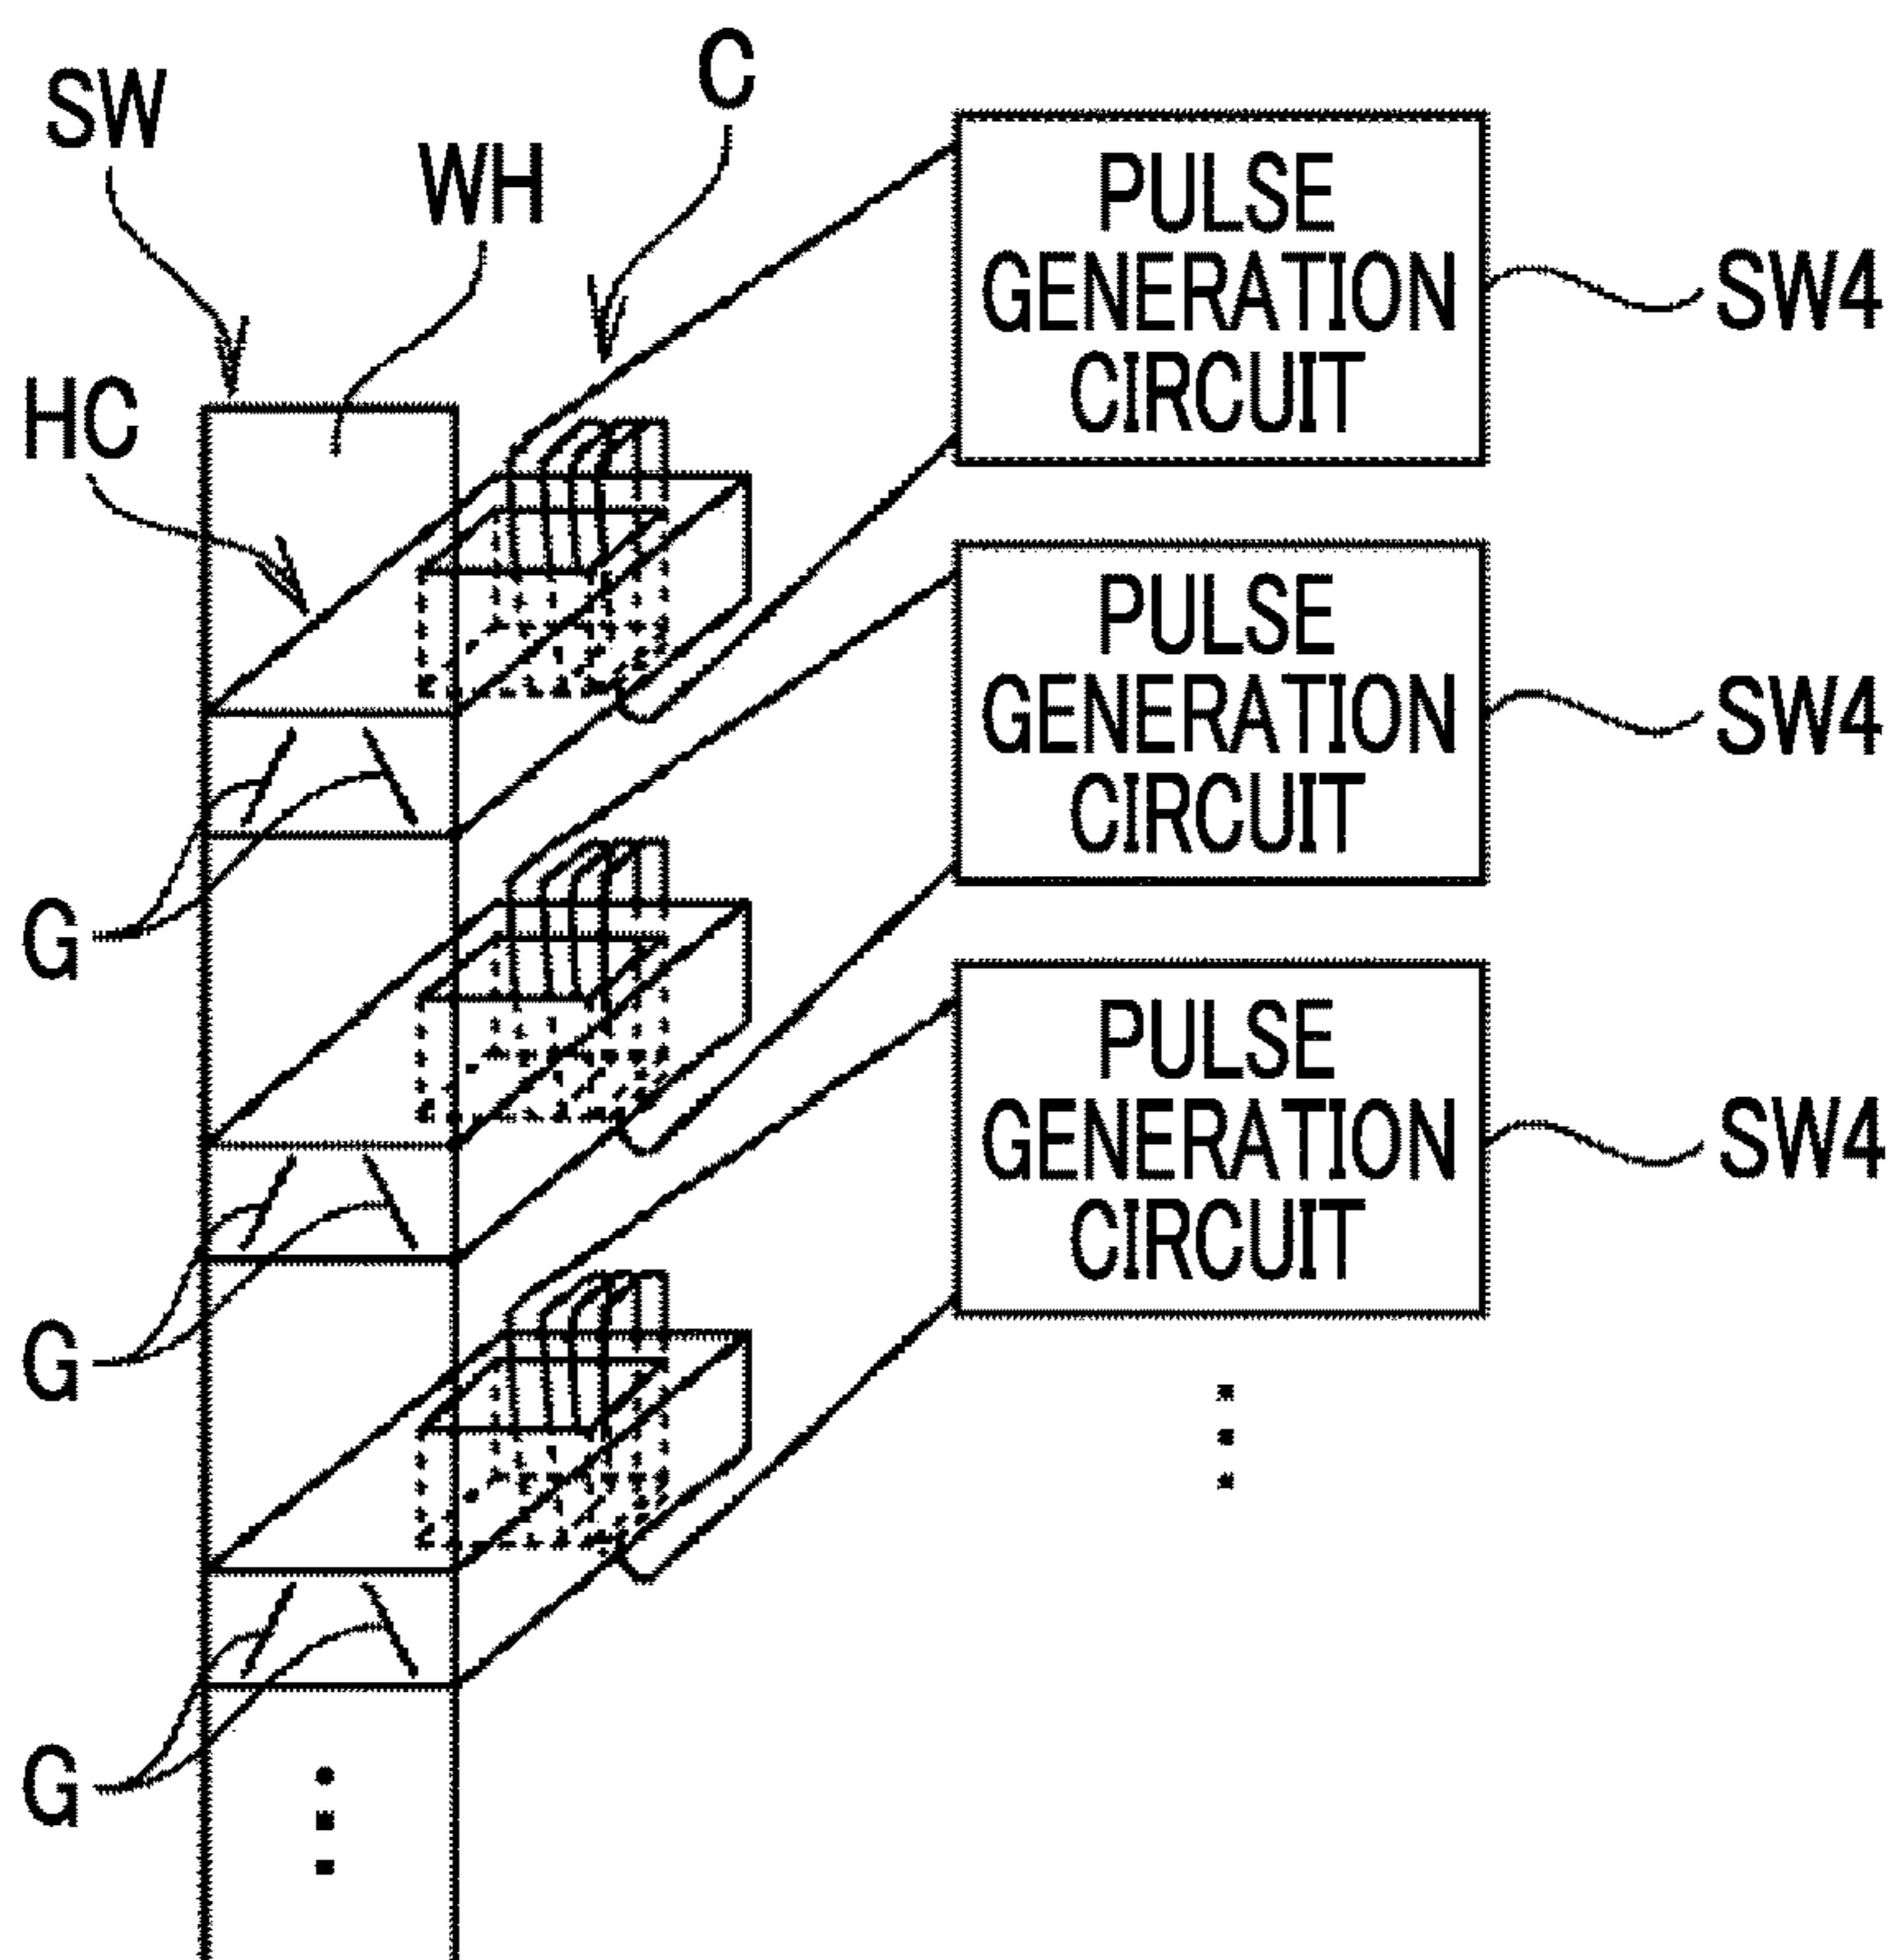 SW
C
WH
HC
PULSE
GENERATION
CIRCUIT
SW4
PULSE
GENERATION
CIRCUIT
SW4
G
PULSE
GENERATION
CIRCUIT
SW4
G
G